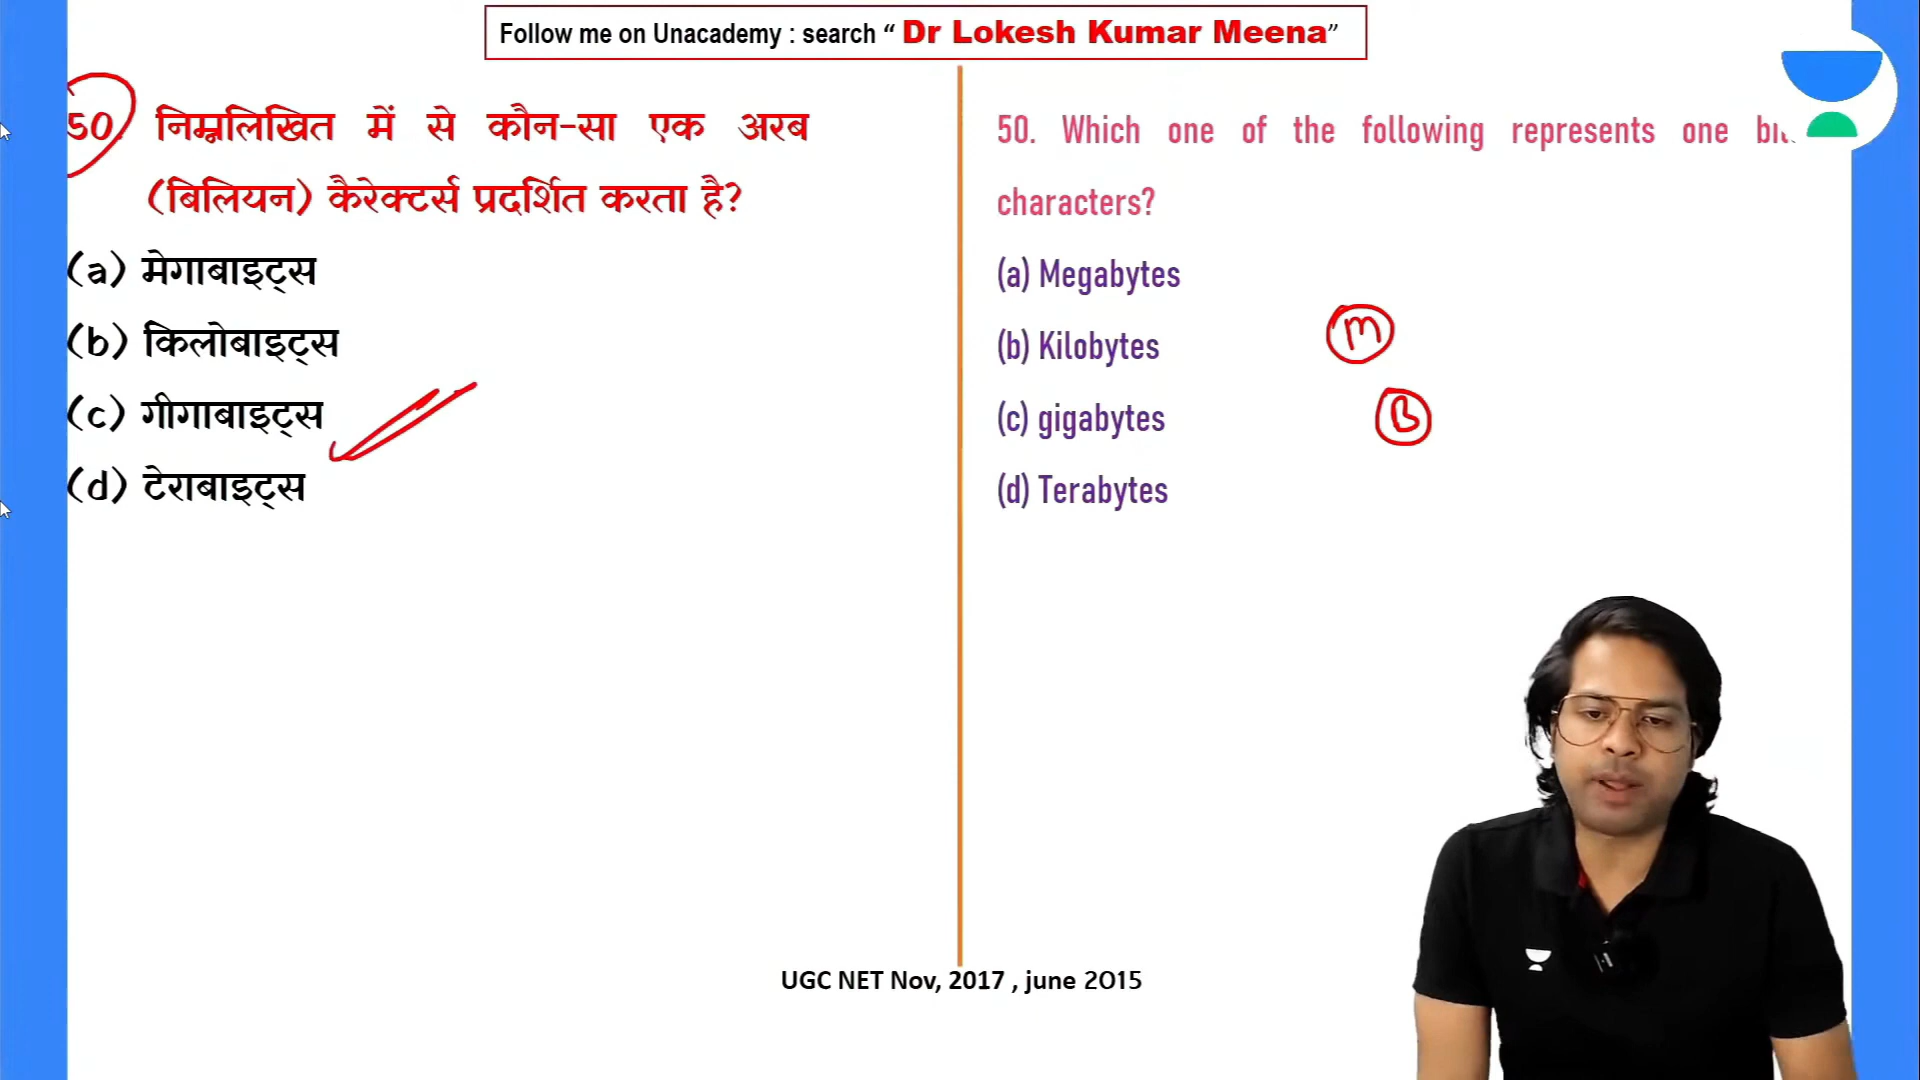 Follow me on Unacademy : search “ Dr Lokesh Kumar Meena”
50. निम्नलिखित में से कौन-सा एक अरब
(बिलियन) कैरेक्टर्स प्रदर्शित करता है?
(a) मेगाबाइट्स
(b) किलोबाइट्स
(c) गीगाबाइट्स
(d) टेराबाइट्स
50. Which one of the following represents one
characters?
(a) Megabytes
(b) Kilobytes
(c) gigabytes
(d) Terabytes
M
B
UGC NET Nov, 2017 , june 2015